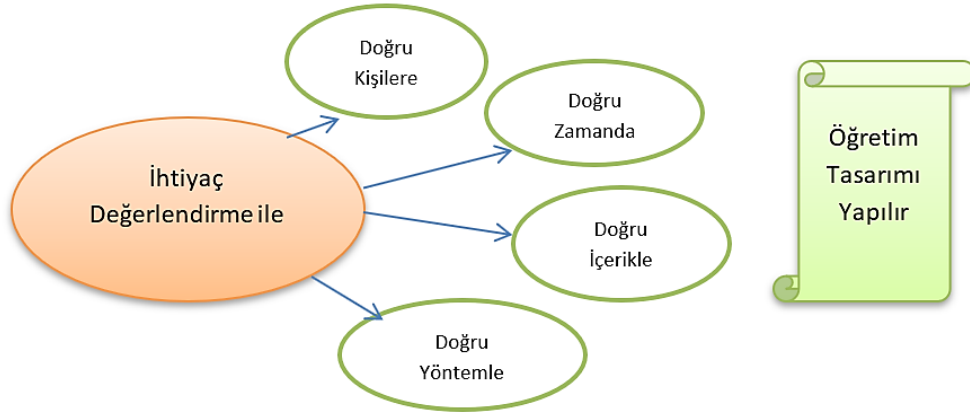 İhtiyaç
Değerlendirme ile
Doğru
Kişilere
Doğru
Zamanda
Doğru
İçerikle
Doğru
Yöntemle
Öğretim
Tasarımı
Yapılır